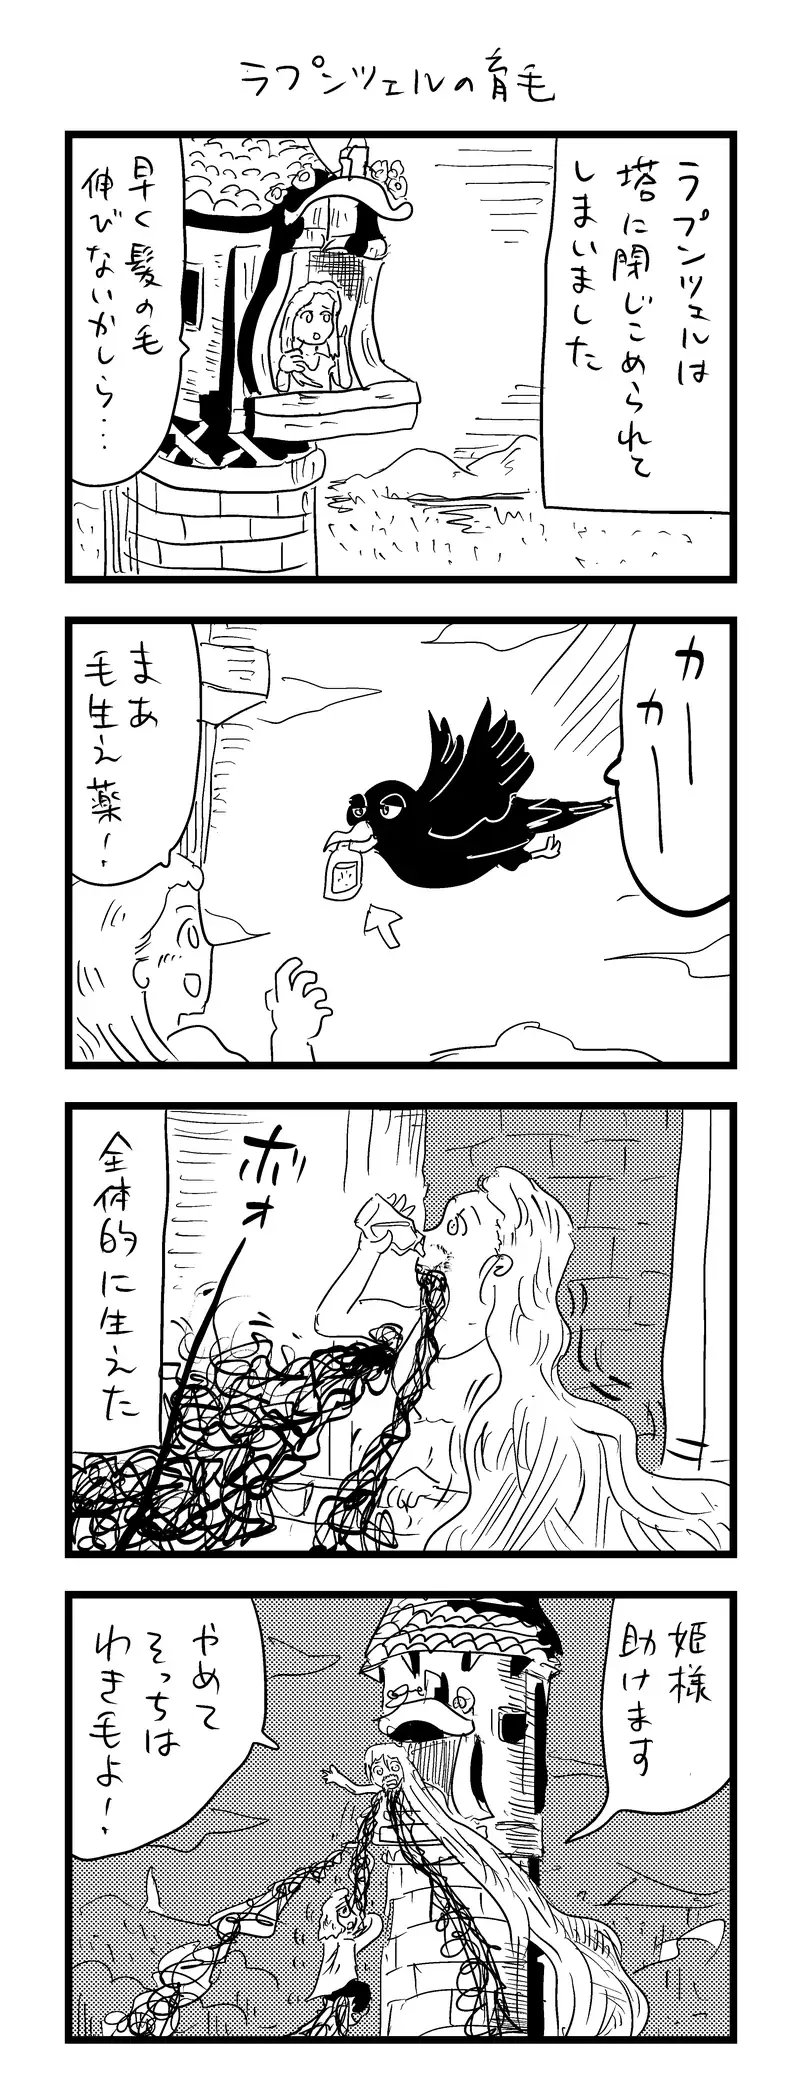 ラプンツェルの育毛
ラプンツェルは
塔に閉じこめられて
しまいました
早く髪の毛
伸びないかしら…
カーー
カーー
まあ
毛生え薬!
ボォ
全体的に生えた
姫様
助けます
やめて
そっちは
わき毛よ!